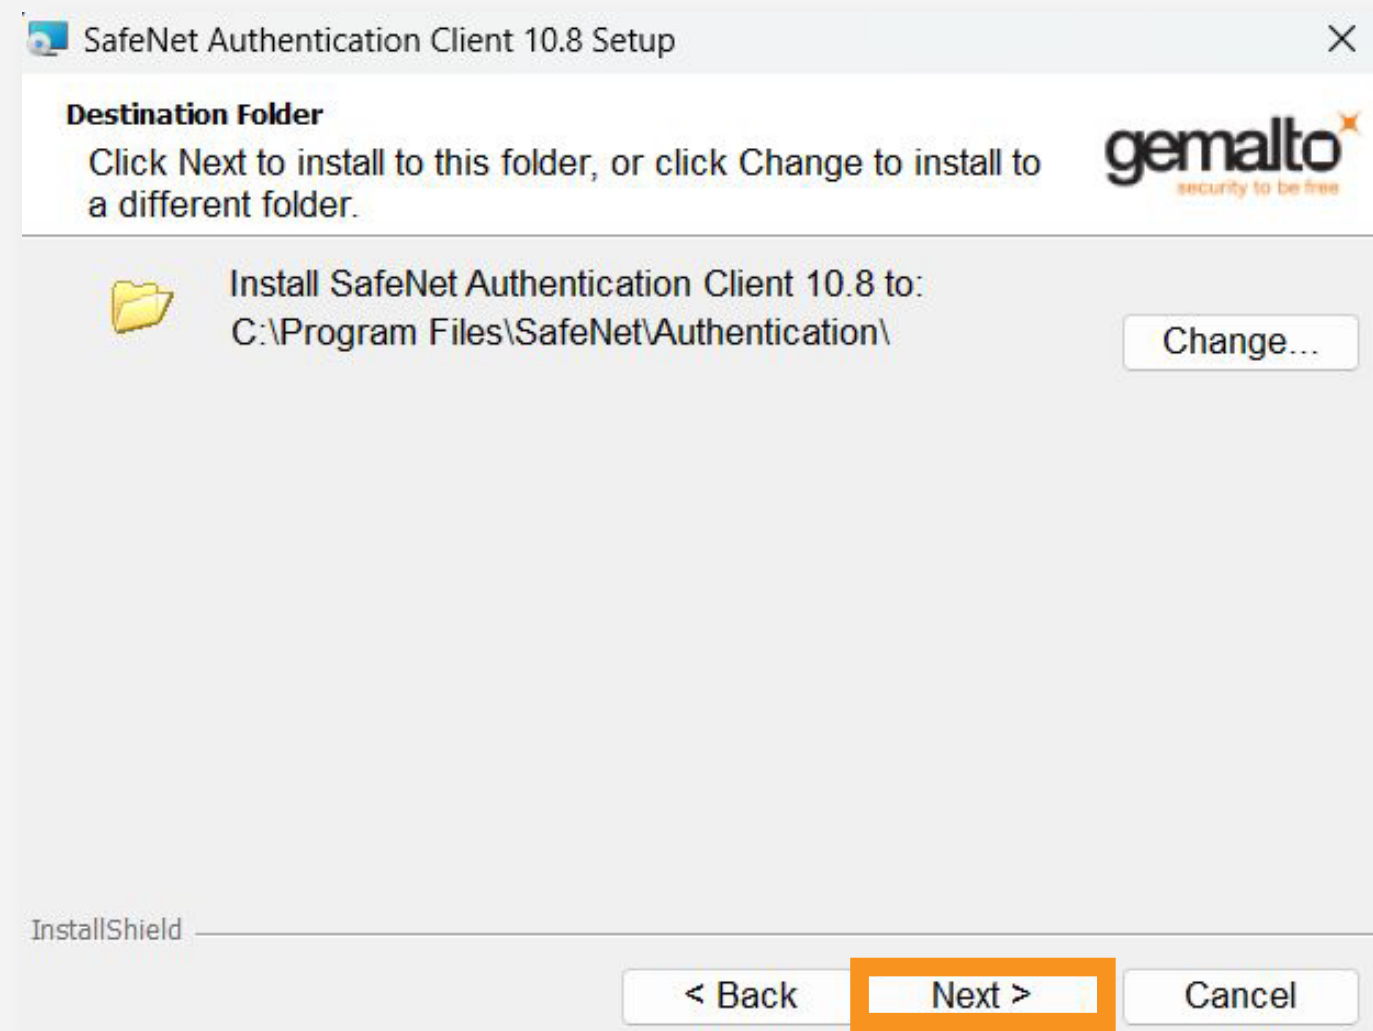 SafeNet Authentication Client 10.8 Setup
Destination Folder
Click Next to install to this folder, or click Change to install to
a different folder.
gemalto
security to be free
Install SafeNet Authentication Client 10.8 to:
C:\Program Files\SafeNet\Authentication\
Change...
InstallShield
< Back
Next >
Cancel